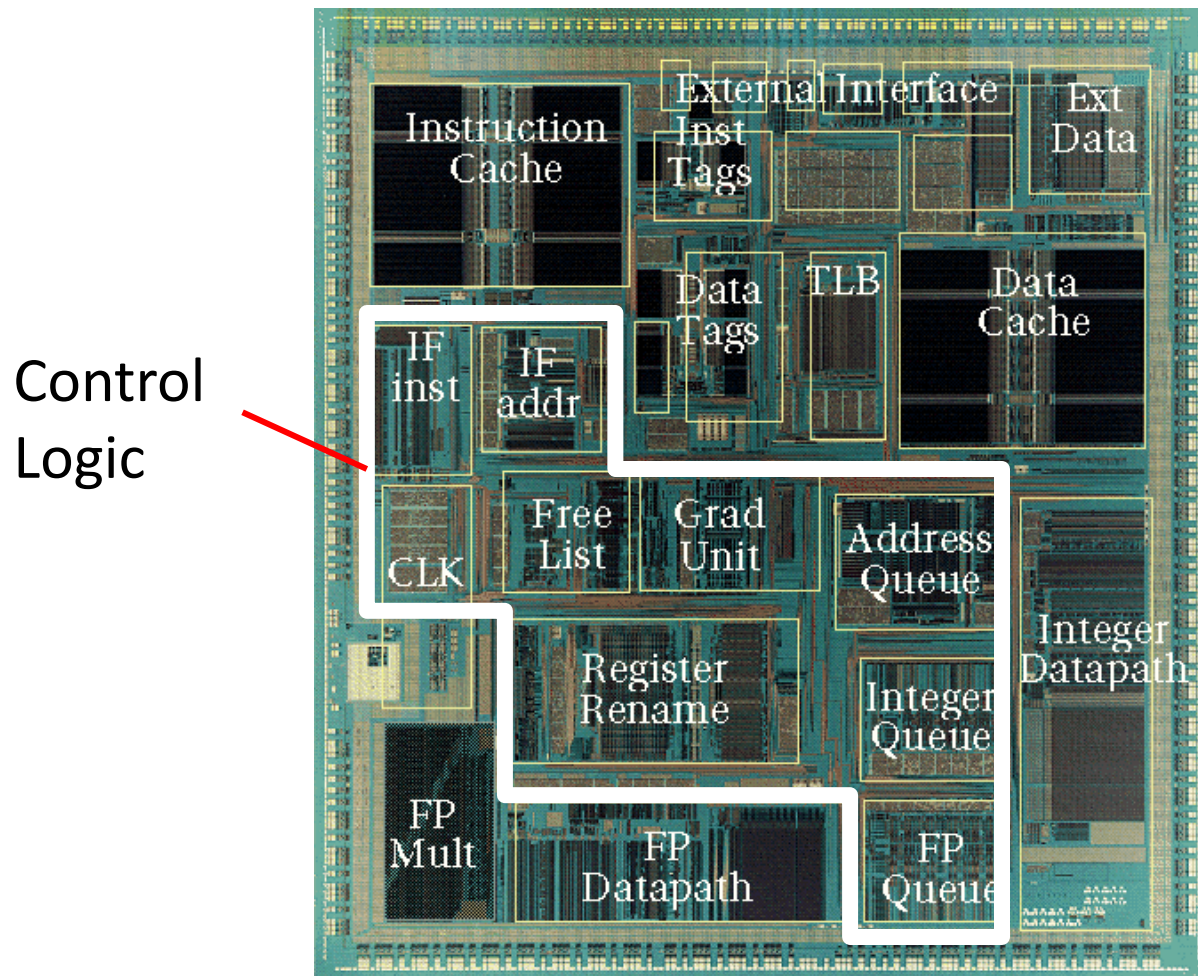 Control
Logic
External Interface
Instruction
Cache
Inst
Tags
Ext
Data
Data
Tags
TLB
Data
Cache
IF
inst
IF
addr
CLK
Free
List
Grad
Unit
Address
Queue
Integer
Datapath
Register
Rename
Integer
Queue
FP
Mult
FP
Datapath
FP
Queue